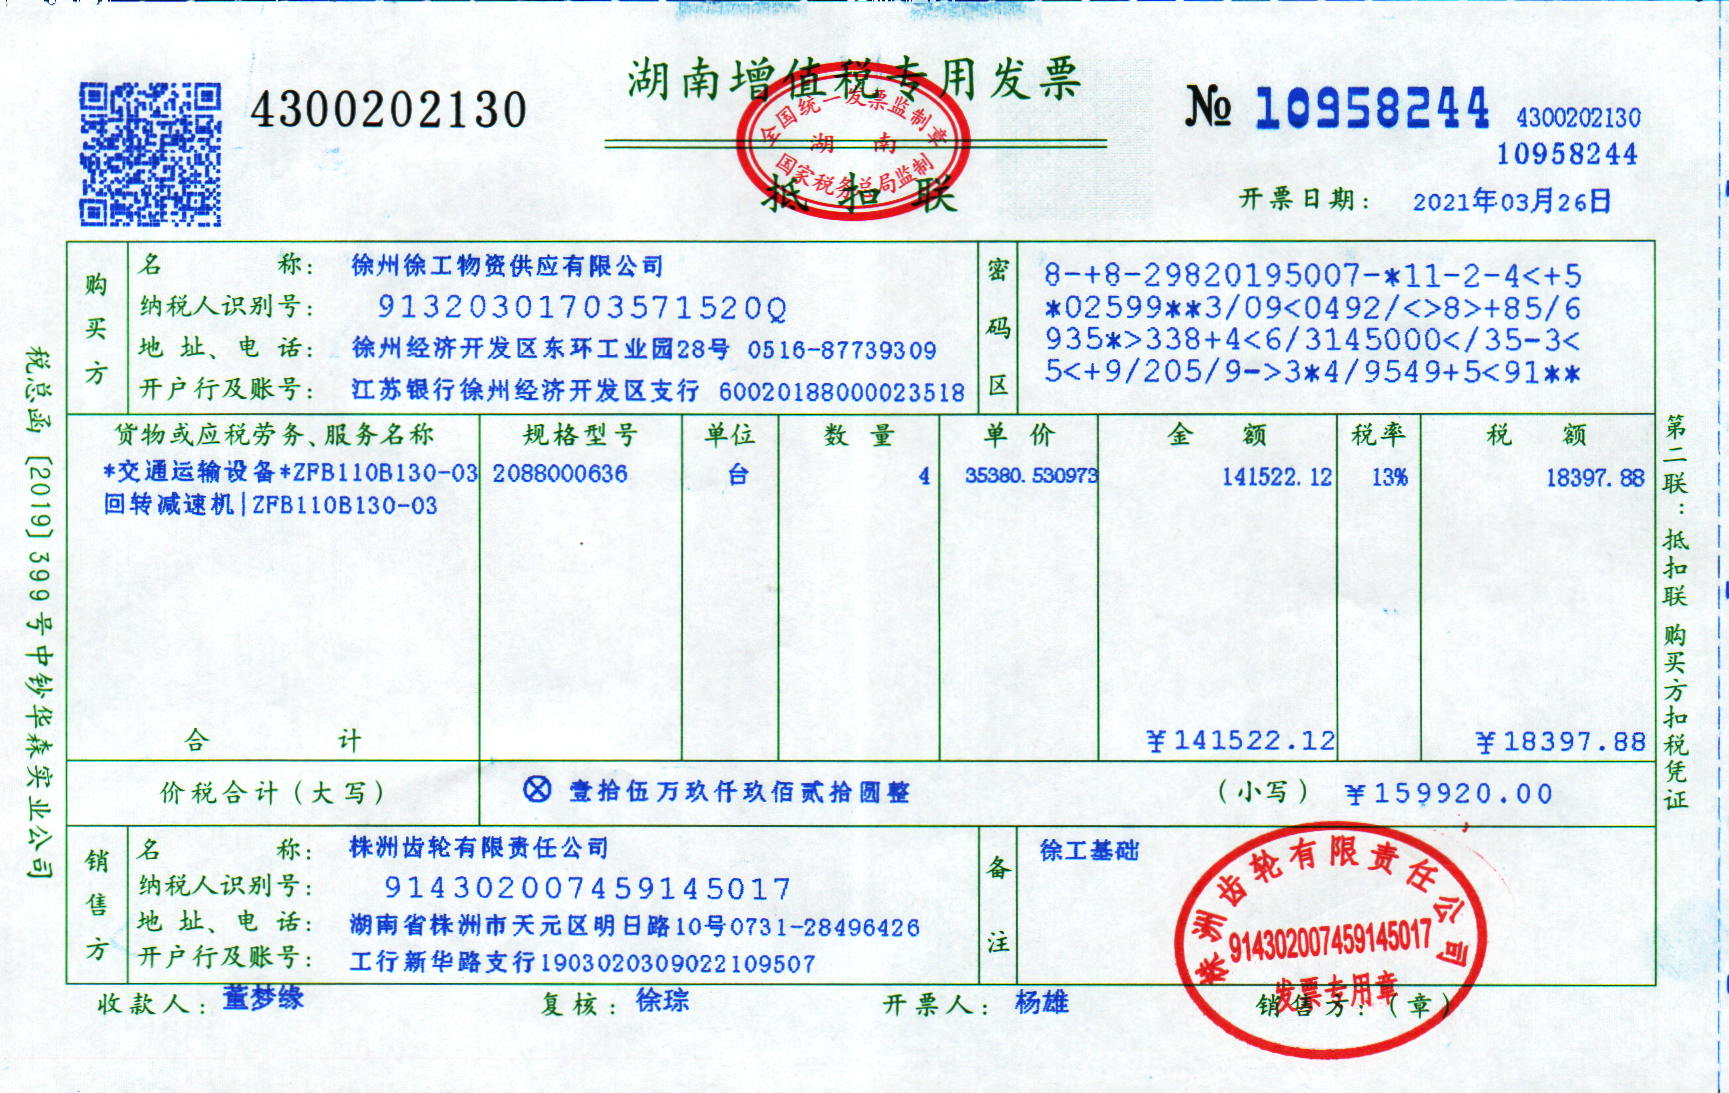 湖南增值税专用发票
4300202130
№ 10958244
4300202130
10958244
全国统一发票监制章
湖 南
国家税务总局监制
抵扣联
开票日期: 2021年03月26日
购买方
名 称: 徐州徐工物资供应有限公司
纳税人识别号: 91320301703571520Q
地 址、电 话: 徐州经济开发区东环工业园28号 0516-87739309
开户行及账号: 江苏银行徐州经济开发区支行 60020188000023518
密码区
8-+8-29820195007-*11-2-4<+5
*02599**3/09<0492/<>8>+85/6
935*>338+4<6/3145000</35-3<
5<+9/205/9->3*4/9549+5<91**
货物或应税劳务、服务名称 规格型号 单位 数 量 单 价 金 额 税率 税 额
*交通运输设备*ZFB110B130-03 2088000636 台 4 35380.530973 141522.12 13% 18397.88
回转减速机|ZFB110B130-03
合 计 ¥141522.12 ¥18397.88
价税合计(大写) ⊗ 壹拾伍万玖仟玖佰贰拾圆整 (小写) ¥159920.00
销售方
名 称: 株洲齿轮有限责任公司
纳税人识别号: 914302007459145017
地 址、电 话: 湖南省株洲市天元区明日路10号0731-28496426
开户行及账号: 工行新华路支行1903020309022109507
备注
徐工基础
株洲齿轮有限责任公司
914302007459145017
发票专用章
收款人: 董梦缘 复核: 徐琮 开票人: 杨雄 销售方:(章)
税总函〔2019〕399号中钞华森实业公司
第二联:抵扣联 购买方扣税凭证